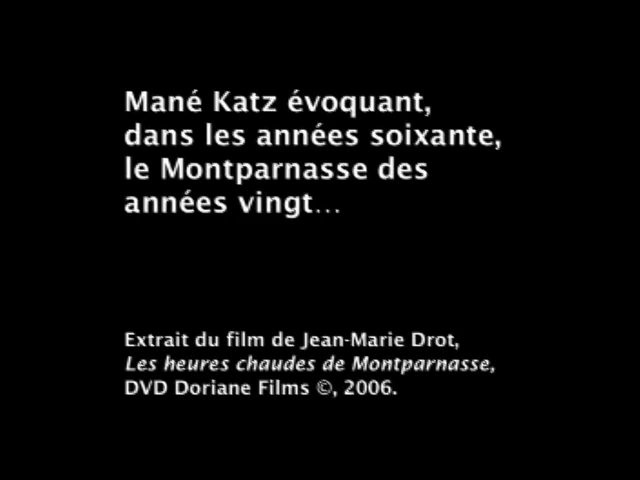 Mané Katz évoquant,
dans les années soixante,
le Montparnasse des
années vingt…
Extrait du film de Jean-Marie Drot,
Les heures chaudes de Montparnasse,
DVD Doriane Films ©, 2006.